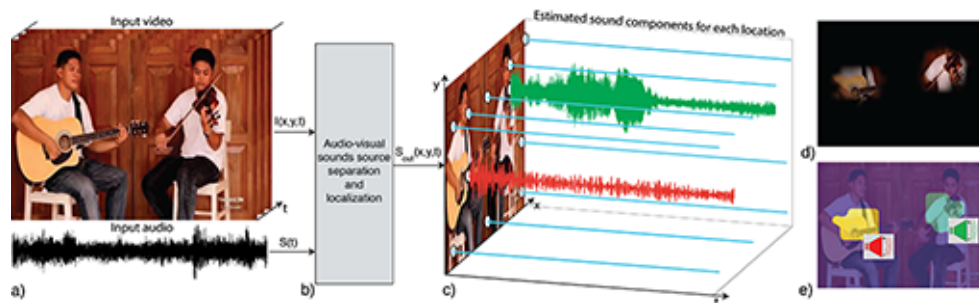 Input video
I(x,y,t)
t
Input audio
S(t)
a)
Audio-visual
sounds source
separation
and
localization
b)
S_out(x,y,t)
Estimated sound components for each location
y
x
c)
d)
e)